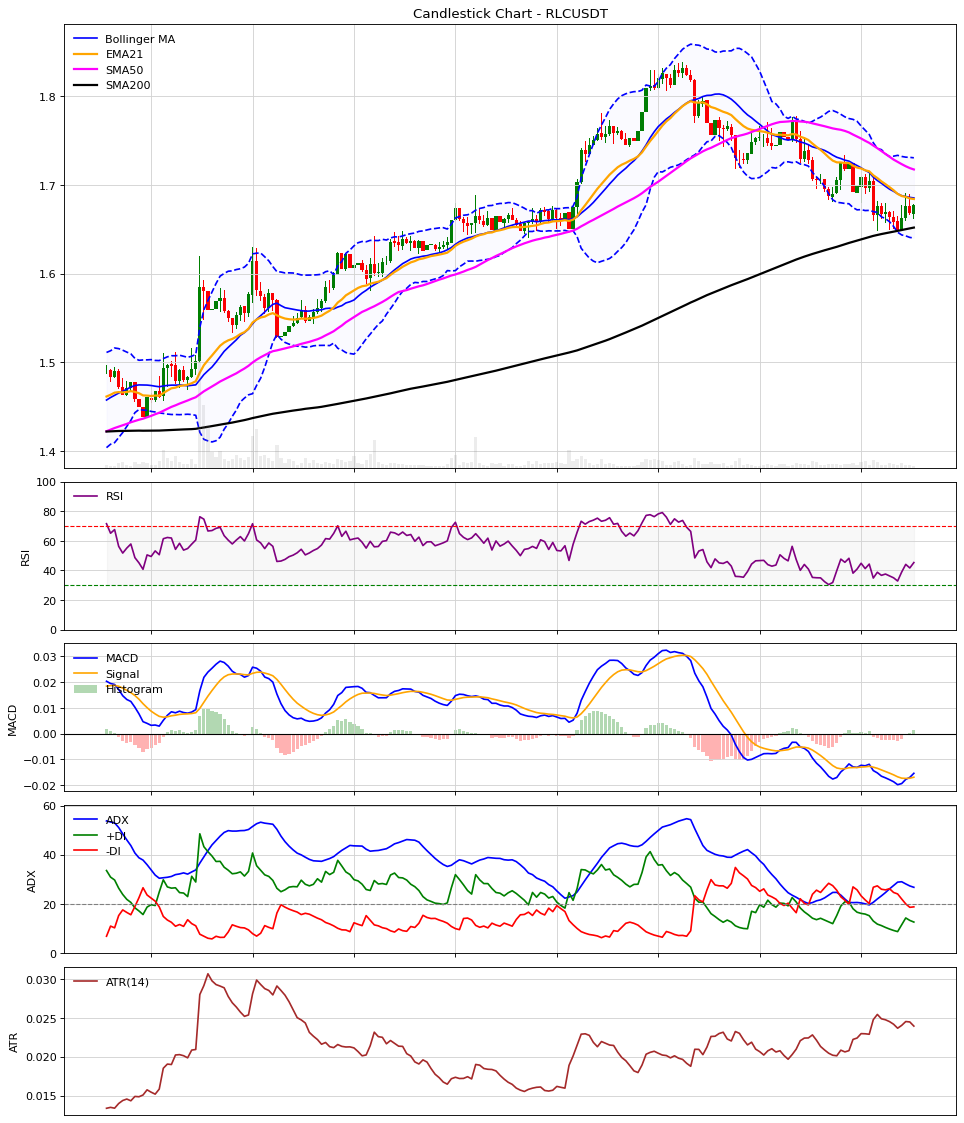 Candlestick Chart - RLCUSDT
Bollinger MA
EMA21
SMA50
SMA200
1.8
1.7
1.6
1.5
1.4
100
80
60
40
20
0
RSI
RSI
0.03
0.02
0.01
0.00
−0.01
−0.02
MACD
MACD
Signal
Histogram
60
40
20
0
ADX
ADX
+DI
-DI
0.030
0.025
0.020
0.015
ATR
ATR(14)